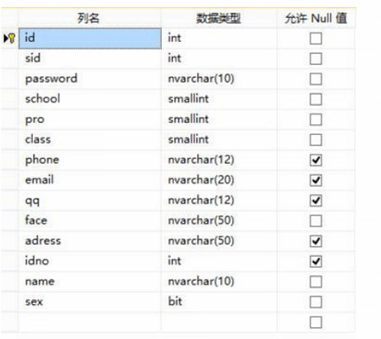 列名 数据类型 允许 Null 值
id int
sid int
password nvarchar(10)
school smallint
pro smallint
class smallint
phone nvarchar(12)
email nvarchar(20)
qq nvarchar(12)
face nvarchar(50)
adress nvarchar(50)
idno int
name nvarchar(10)
sex bit